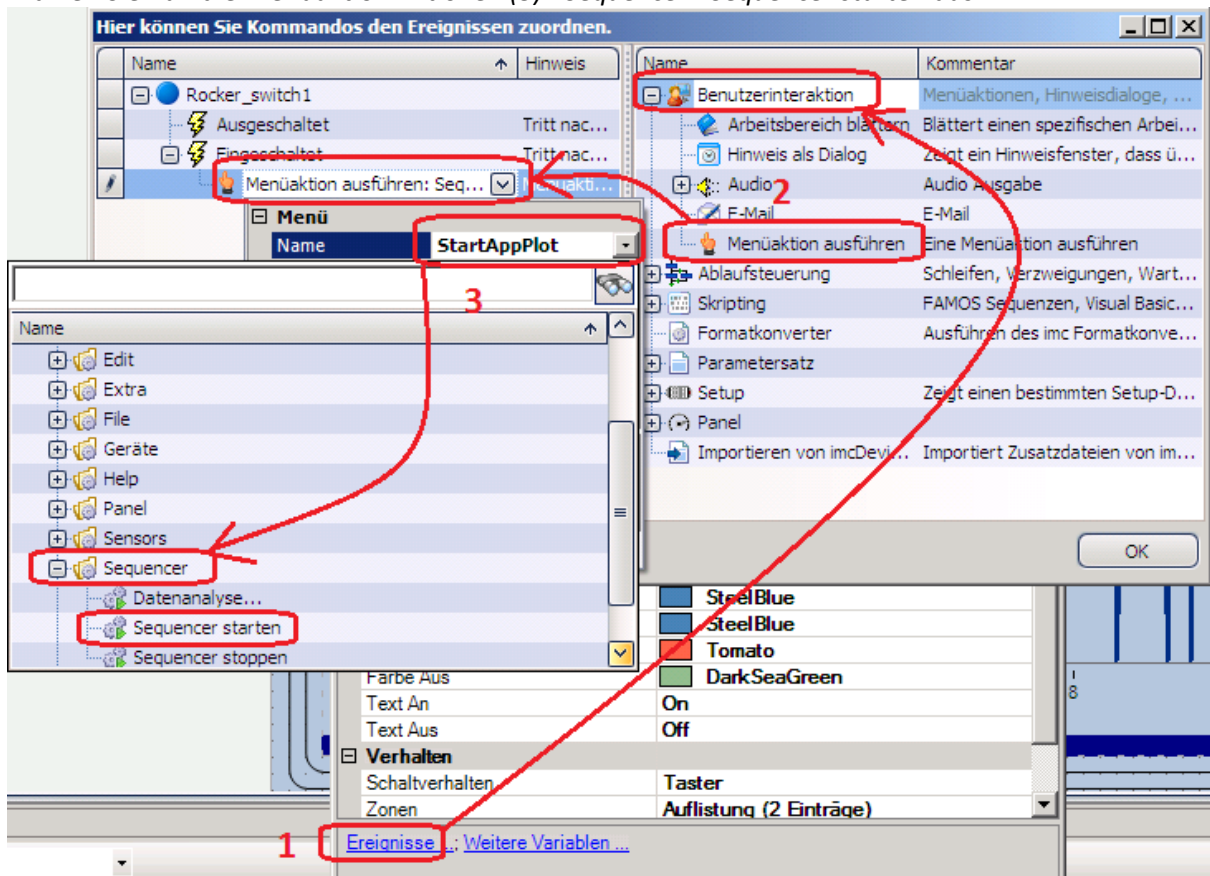 Hier können Sie Kommandos den Ereignissen zuordnen.
Name Hinweis
Rocker_switch1
Ausgeschaltet Tritt nac...
Eingeschaltet Tritt nac...
Menüaktion ausführen: Seq... Menüakti...
Menü
Name StartAppPlot
Name Kommentar
Benutzerinteraktion Menüaktionen, Hinweisdialoge, ...
Arbeitsbereich blättern Blättert einen spezifischen Arbei...
Hinweis als Dialog Zeigt ein Hinweisfenster, dass ü...
Audio Audio Ausgabe
2
E-Mail E-Mail
Menüaktion ausführen Eine Menüaktion ausführen
Ablaufsteuerung Schleifen, Verzweigungen, Wart...
Skripting FAMOS Sequenzen, Visual Basic...
Formatkonverter Ausführen des imc Formatkonve...
Parametersatz
Setup Zeigt einen bestimmten Setup-D...
Panel
Importieren von imcDevi... Importiert Zusatzdateien von im...
OK
3
Name
Edit
Extra
File
Geräte
Help
Panel
Sensors
Sequencer
Datenanalyse...
Sequencer starten
Sequencer stoppen
SteelBlue
SteelBlue
Tomato
Farbe Aus DarkSeaGreen
Text An On
Text Aus Off
Verhalten
Schaltverhalten Taster
Zonen Auflistung (2 Einträge)
8
1
Ereignisse ...; Weitere Variablen ...